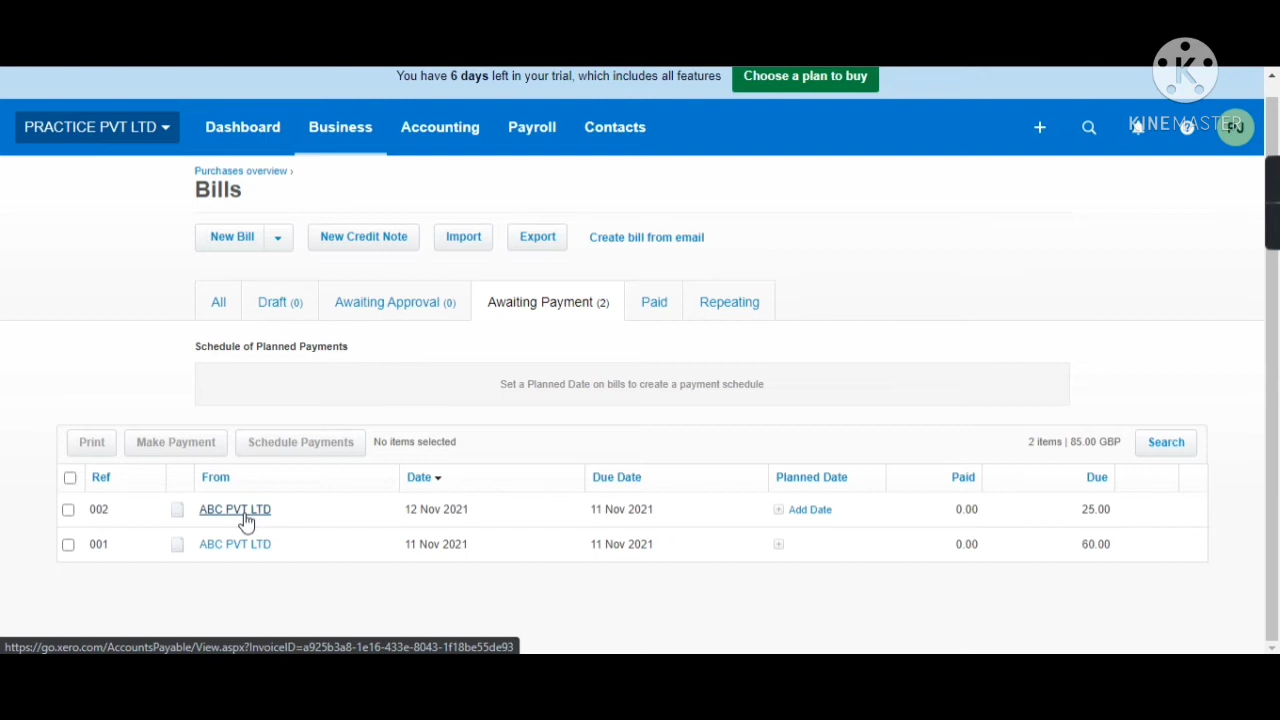 You have 6 days left in your trial, which includes all features Choose a plan to buy
K
KINEMASTER
PRACTICE PVT LTD Dashboard Business Accounting Payroll Contacts
Purchases overview ›
Bills
New Bill New Credit Note Import Export Create bill from email
All Draft (0) Awaiting Approval (0) Awaiting Payment (2) Paid Repeating
Schedule of Planned Payments
Set a Planned Date on bills to create a payment schedule
Print Make Payment Schedule Payments No items selected 2 items | 85.00 GBP Search
Ref From Date Due Date Planned Date Paid Due
002 ABC PVT LTD 12 Nov 2021 11 Nov 2021 Add Date 0.00 25.00
001 ABC PVT LTD 11 Nov 2021 11 Nov 2021 0.00 60.00
https://go.xero.com/AccountsPayable/View.aspx?InvoiceID=a925b3a8-1e16-433e-8043-1f18be55de93